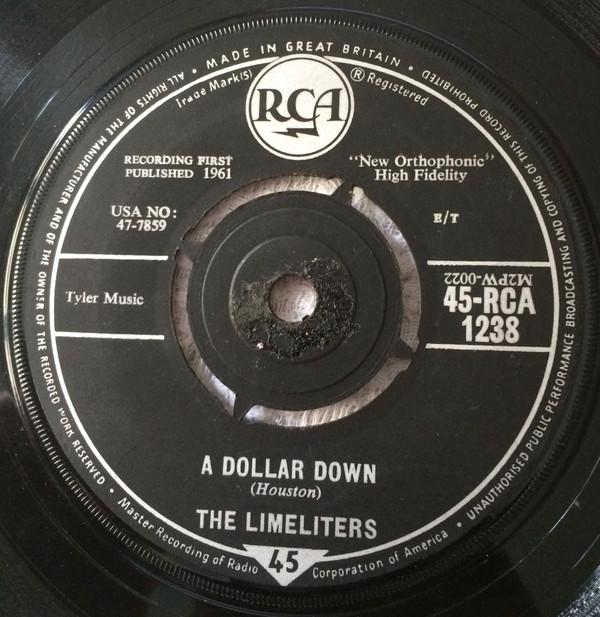 MADE IN GREAT BRITAIN •
Trade Mark(s)
RCA
® Registered
RECORDING FIRST
PUBLISHED 1961
"New Orthophonic"
High Fidelity
USA NO:
47-7859
E/T
Tyler Music
M2PW-0022
45-RCA
1238
A DOLLAR DOWN
(Houston)
THE LIMELITERS
45
Master Recording of Radio Corporation of America •
ALL RIGHTS OF THE MANUFACTURER AND OF THE OWNER OF THE RECORDED WORK RESERVED •
UNAUTHORISED PUBLIC PERFORMANCE BROADCASTING AND COPYING OF THIS RECORD PROHIBITED •